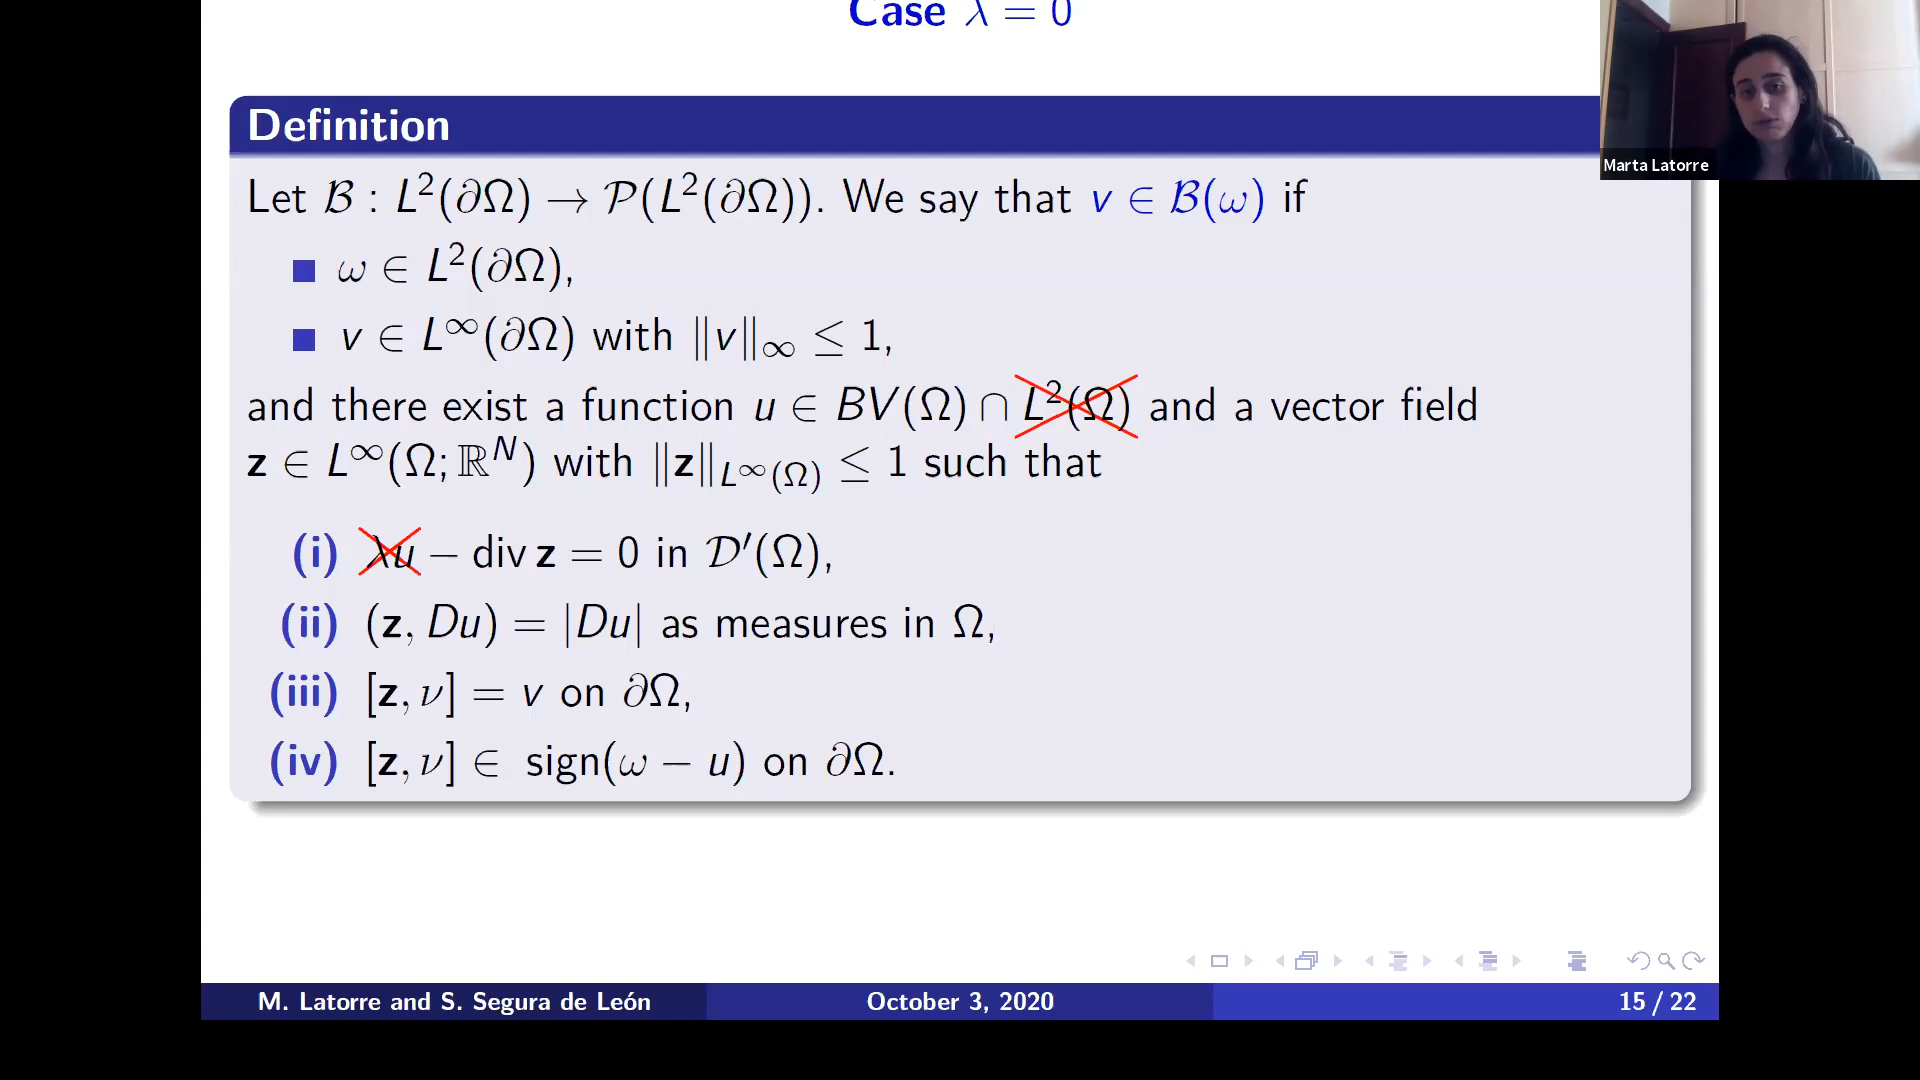 Case λ = 0
Marta Latorre
Definition
Let ℬ : L²(∂Ω) → 𝒫(L²(∂Ω)). We say that v ∈ ℬ(ω) if
ω ∈ L²(∂Ω),
v ∈ L^∞(∂Ω) with ‖v‖_∞ ≤ 1,
and there exist a function u ∈ BV(Ω) ∩ L²(Ω) and a vector field
z ∈ L^∞(Ω; ℝ^N) with ‖z‖_{L^∞(Ω)} ≤ 1 such that
(i) λu − div z = 0 in 𝒟′(Ω),
(ii) (z, Du) = |Du| as measures in Ω,
(iii) [z, ν] = v on ∂Ω,
(iv) [z, ν] ∈ sign(ω − u) on ∂Ω.
M. Latorre and S. Segura de León
October 3, 2020
15 / 22